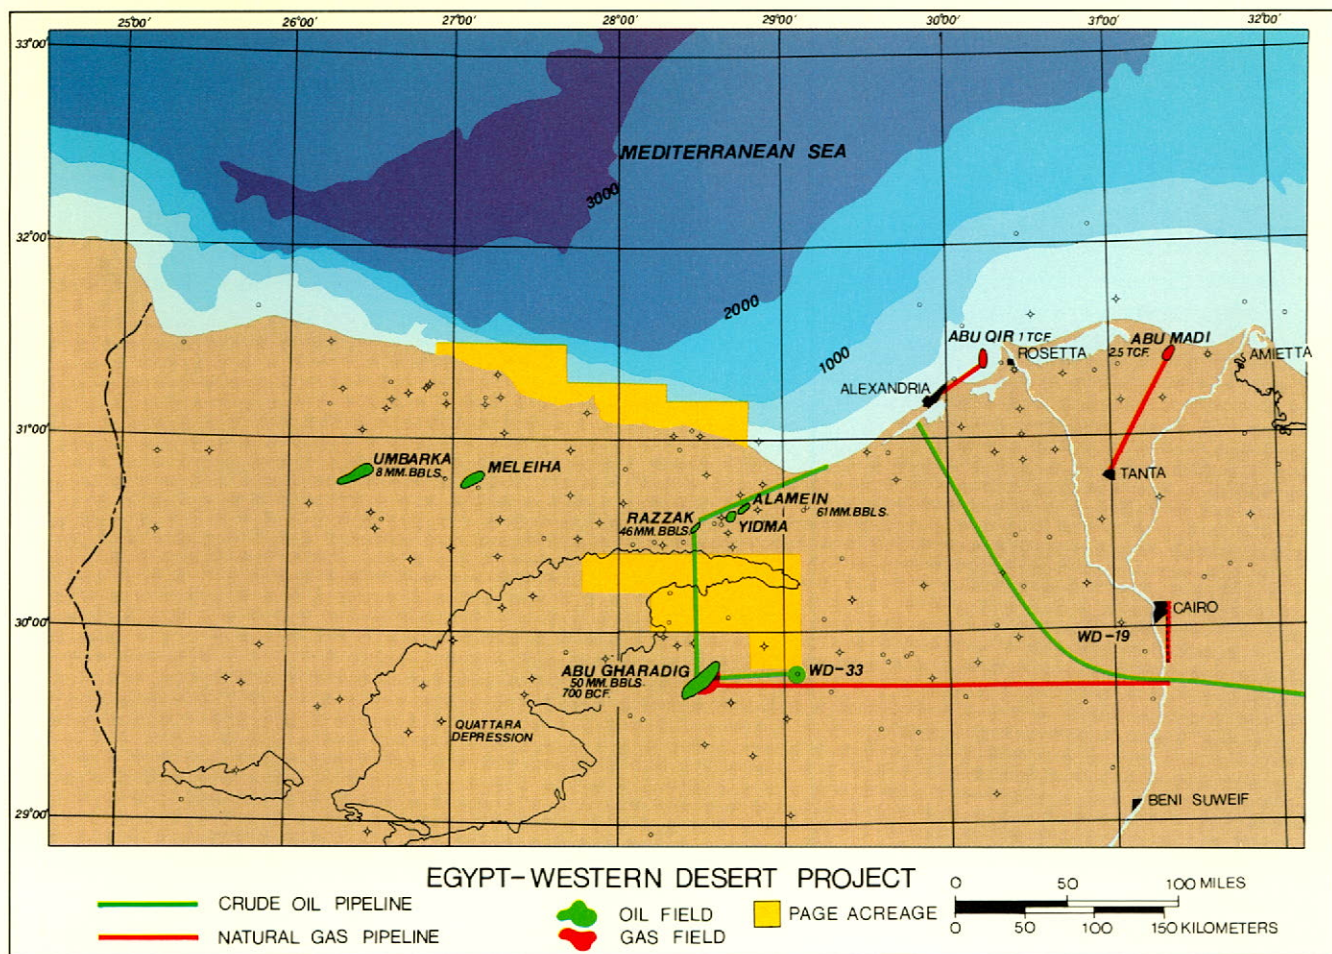 25°00' 26°00' 27°00' 28°00' 29°00' 30°00' 31°00' 32°00'
33°00'
MEDITERRANEAN SEA
3000
32°00'
2000
ABU QIR 1 TCF.
ABU MADI
2.5 TCF.
ROSETTA
AMIETTA
1000
ALEXANDRIA
31°00'
UMBARKA
8 MM.BBLS.
MELEIHA
TANTA
ALAMEIN
61 MM.BBLS.
RAZZAK
46 MM.BBLS.
YIDMA
30°00'
CAIRO
WD-19
ABU GHARADIG
50 MM. BBLS.
700 BCF.
WD-33
QUATTARA
DEPRESSION
29°00'
BENI SUWEIF
EGYPT-WESTERN DESERT PROJECT
CRUDE OIL PIPELINE
NATURAL GAS PIPELINE
OIL FIELD
GAS FIELD
PAGE ACREAGE
0 50 100 MILES
0 50 100 150 KILOMETERS